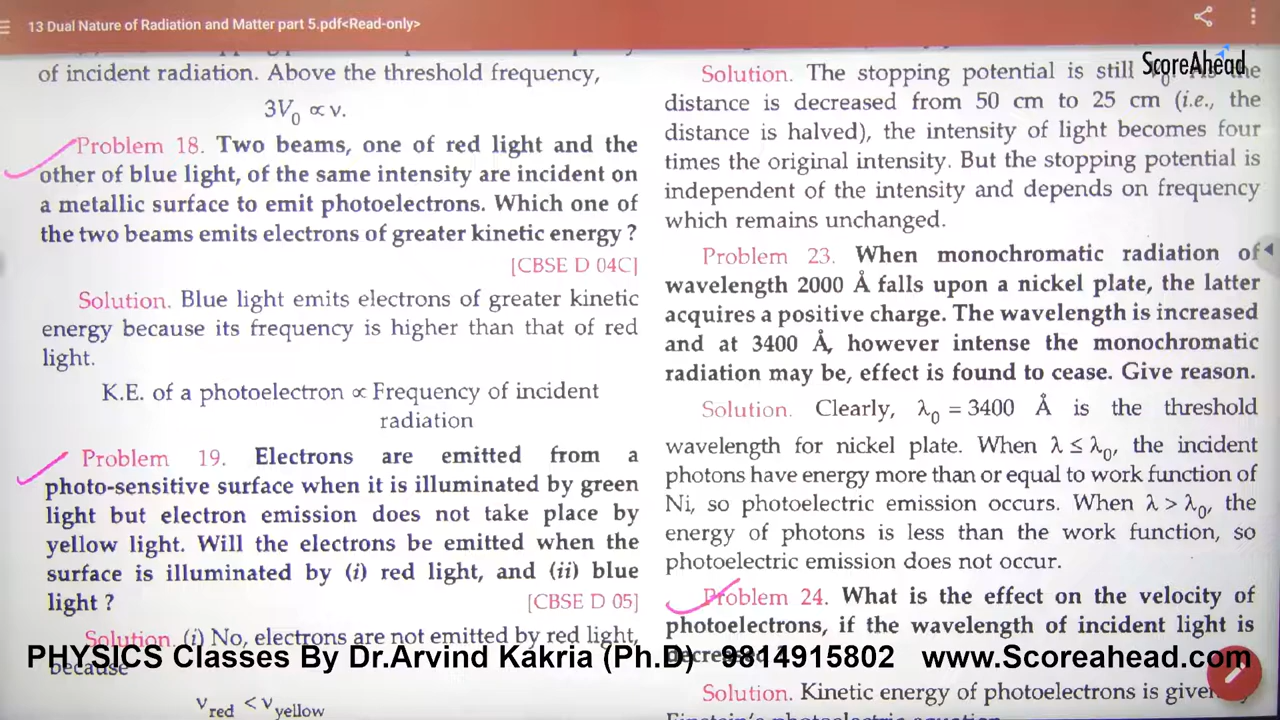 13 Dual Nature of Radiation and Matter part 5.pdf<Read-only>
ScoreAhead
of incident radiation. Above the threshold frequency,
3V₀ ∝ ν.
Problem 18. Two beams, one of red light and the
other of blue light, of the same intensity are incident on
a metallic surface to emit photoelectrons. Which one of
the two beams emits electrons of greater kinetic energy ?
[CBSE D 04C]
Solution. Blue light emits electrons of greater kinetic
energy because its frequency is higher than that of red
light.
K.E. of a photoelectron ∝ Frequency of incident
radiation
Problem 19. Electrons are emitted from a
photo-sensitive surface when it is illuminated by green
light but electron emission does not take place by
yellow light. Will the electrons be emitted when the
surface is illuminated by (i) red light, and (ii) blue
light ?
[CBSE D 05]
Solution. (i) No, electrons are not emitted by red light,
because
ν red < ν yellow
Solution. The stopping potential is still the
distance is decreased from 50 cm to 25 cm (i.e., the
distance is halved), the intensity of light becomes four
times the original intensity. But the stopping potential is
independent of the intensity and depends on frequency
which remains unchanged.
Problem 23. When monochromatic radiation of
wavelength 2000 Å falls upon a nickel plate, the latter
acquires a positive charge. The wavelength is increased
and at 3400 Å, however intense the monochromatic
radiation may be, effect is found to cease. Give reason.
Solution. Clearly, λ₀ = 3400 Å is the threshold
wavelength for nickel plate. When λ ≤ λ₀, the incident
photons have energy more than or equal to work function of
Ni, so photoelectric emission occurs. When λ > λ₀, the
energy of photons is less than the work function, so
photoelectric emission does not occur.
Problem 24. What is the effect on the velocity of
photoelectrons, if the wavelength of incident light is
decreased
Solution. Kinetic energy of photoelectrons is given
Einstein's photoelectric equation
PHYSICS Classes By Dr.Arvind Kakria (Ph.D) 9814915802 www.Scoreahead.com